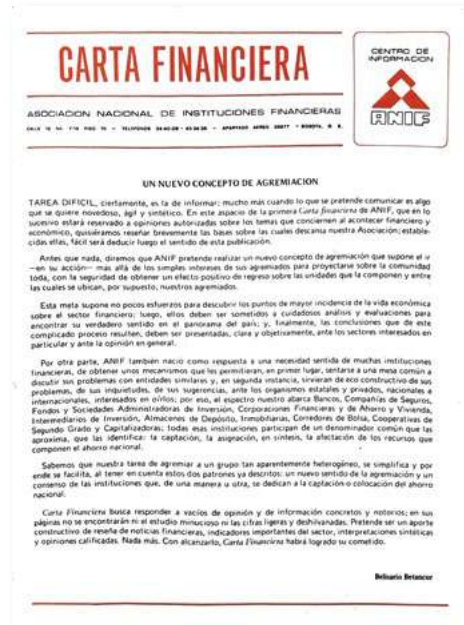 CARTA FINANCIERA
CENTRO DE
INFORMACION
ANIF
ASOCIACION NACIONAL DE INSTITUCIONES FINANCIERAS
UN NUEVO CONCEPTO DE AGREMIACION
TAREA DIFICIL, ciertamente, es la de informar; mucho más cuando lo que se pretende comunicar es algo
que se quiere novedoso, ágil y sintético. En este espacio de la primera Carta financiera de ANIF, que en lo
sucesivo estará reservado a opiniones autorizadas sobre los temas que conciernen al acontecer financiero y
económico, quisiéramos reseñar brevemente las bases sobre las cuales descansa nuestra Asociación; estable-
cidas ellas, fácil será deducir luego el sentido de esta publicación.
Antes que nada, diremos que ANIF pretende realizar un nuevo concepto de agremiación que supone el ir
—en su acción— más allá de los simples intereses de sus agremiados para proyectarse sobre la comunidad
toda, con la seguridad de obtener un efecto positivo de regreso sobre las unidades que la componen y entre
las cuales se ubican, por supuesto, nuestros agremiados.
Esta meta supone no pocos esfuerzos para descubrir los puntos de mayor incidencia de la vida económica
sobre el sector financiero; luego, ellos deben ser sometidos a cuidadosos análisis y evaluaciones para
encontrar su verdadero sentido en el panorama del país; y, finalmente, las conclusiones que de este
complicado proceso resulten, deben ser presentadas, clara y objetivamente, ante los sectores interesados en
particular y ante la opinión en general.
Por otra parte, ANIF también nació como respuesta a una necesidad sentida de muchas instituciones
financieras, de obtener unos mecanismos que les permitieran, en primer lugar, sentarse a una mesa común a
discutir sus problemas con entidades similares y, en segunda instancia, sirvieran de eco constructivo de sus
problemas, de sus inquietudes, de sus sugerencias, ante los organismos estatales y privados, nacionales e
internacionales, interesados en oírlos; por eso, el espectro nuestro abarca Bancos, Compañías de Seguros,
Fondos y Sociedades Administradoras de Inversión, Corporaciones Financieras y de Ahorro y Vivienda,
Intermediarios de Inversión, Almacenes de Depósito, Inmobiliarias, Corredores de Bolsa, Cooperativas de
Segundo Grado y Capitalizadoras; todas esas instituciones participan de un denominador común que las
aproxima, que las identifica: la captación, la asignación, en síntesis, la afectación de los recursos que
componen el ahorro nacional.
Sabemos que nuestra tarea de agremiar a un grupo tan aparentemente heterogéneo, se simplifica y por
ende se facilita, al tener en cuenta estos dos patrones ya descritos: un nuevo sentido de la agremiación y un
consenso de las instituciones que, de una manera u otra, se dedican a la captación o colocación del ahorro
nacional.
Carta Financiera busca responder a vacíos de opinión y de información concretos y notorios; en sus
páginas no se encontrarán ni el estudio minucioso ni las cifras ligeras y deshilvanadas. Pretende ser un aporte
constructivo de reseña de noticias financieras, indicadores importantes del sector, interpretaciones sintéticas
y opiniones calificadas. Nada más. Con alcanzarlo, Carta Financiera habrá logrado su cometido.
Belisario Betancur